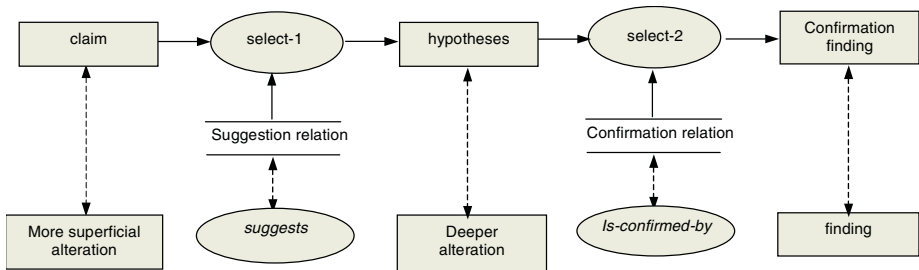 claim
select-1
hypotheses
select-2
Confirmation
finding
Suggestion relation
Confirmation relation
More superficial
alteration
suggests
Deeper
alteration
Is-confirmed-by
finding